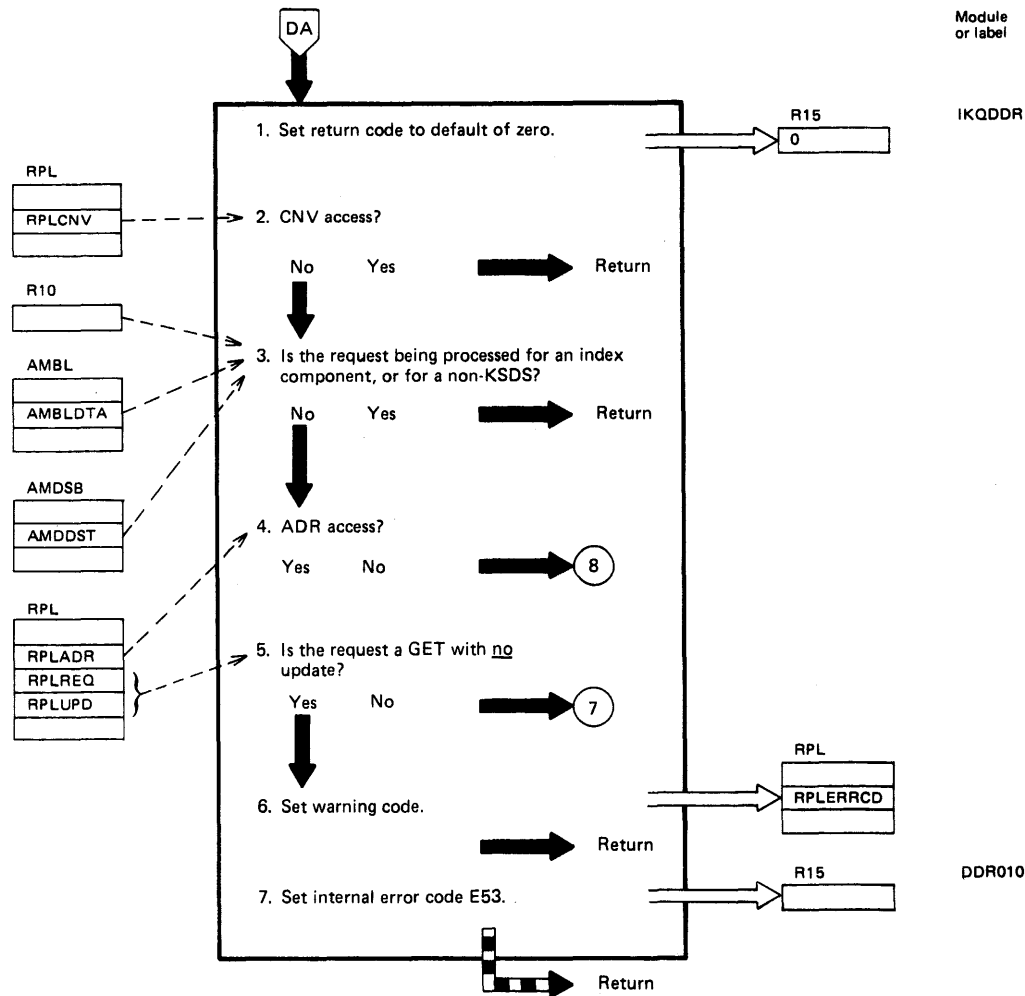 DA
Module
or label
1. Set return code to default of zero.
R15
0
IKQDDR
RPL
RPLCNV
2. CNV access?
No Yes Return
R10
3. Is the request being processed for an index
component, or for a non-KSDS?
AMBL
AMBLDTA
No Yes Return
AMDSB
AMDDST
4. ADR access?
Yes No 8
RPL
RPLADR
RPLREQ
RPLUPD
5. Is the request a GET with no
update?
Yes No 7
RPL
RPLERRCD
6. Set warning code.
Return
7. Set internal error code E53.
R15
DDR010
Return